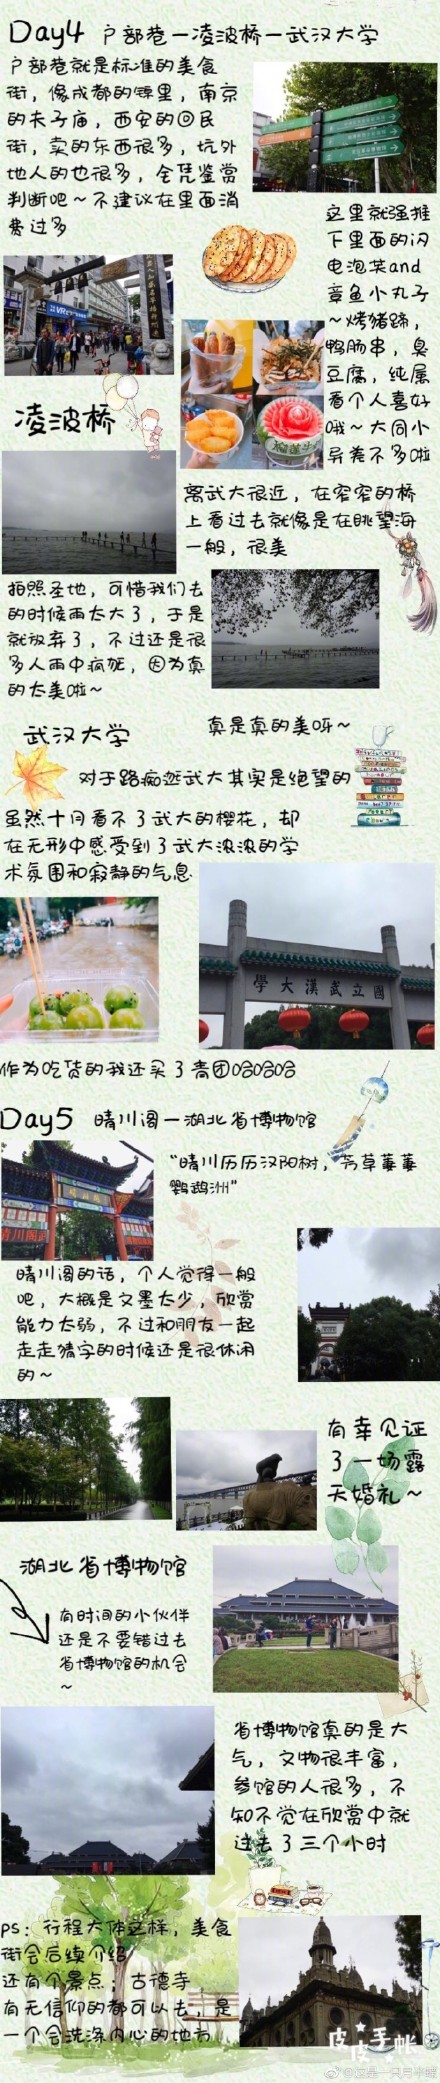 Day4 户部巷—凌波桥—武汉大学
户部巷就是标准的美食
街，像成都的锦里，南京
的夫子庙，西安的回民
街，卖的东西很多，坑外
地人的也很多，全凭鉴赏
判断吧~不建议在里面消
费过多
这里就强推
下里面的闪
电泡芙and
章鱼小丸子
~烤猪蹄，
鸭肠串，臭
豆腐，纯属
看个人喜好
哦~大同小
异差不多啦
凌波桥
离武大很近，在窄窄的桥
上看过去就像是在眺望海
一般，很美
拍照圣地，可惜我们去
的时候雨太大了，于是
就放弃了，不过还是很
多人雨中疯狂，因为真
的太美啦~
真是真的美呀~
武汉大学
对于路痴逛武大其实是绝望的
虽然十月看不了武大的樱花，却
在无形中感受到了武大浓浓的学
术氛围和寂静的气息
學大漢武立國
作为吃货的我还买了青团哈哈哈
Day5 晴川阁—湖北省博物馆
“晴川历历汉阳树，芳草萋萋
鹦鹉洲”
晴川阁的话，个人觉得一般
吧，大概是文墨太少，欣赏
能力太弱，不过和朋友一起
走走猜字的时候还是很休闲
的~
有幸见证
了一场露
天婚礼~
湖北省博物馆
有时间的小伙伴
还是不要错过去
省博物馆的机会
~
省博物馆真的是大
气，文物很丰富，
参馆的人很多，不
知不觉在欣赏中就
过去了三个小时
ps：行程大体这样，美食
街会后续介绍
还有个景点：古德寺
有无信仰的都可以去，是
一个会洗涤内心的地方
皮皮手帐